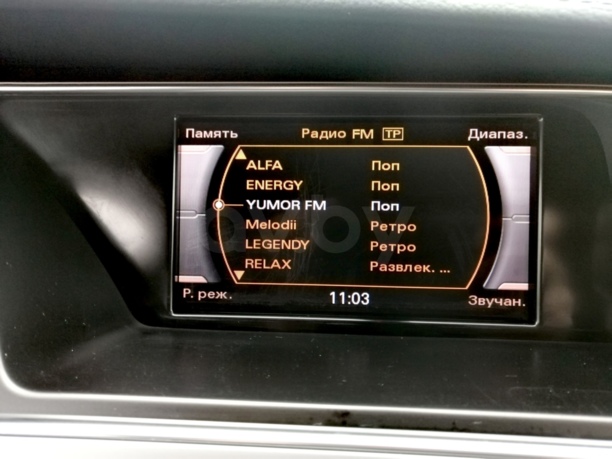 Память Радио FM TP Диапаз.
ALFA Поп
ENERGY Поп
YUMOR FM Поп
Melodii Ретро
LEGENDY Ретро
RELAX Развлек. ...
Р. реж. 11:03 Звучан.